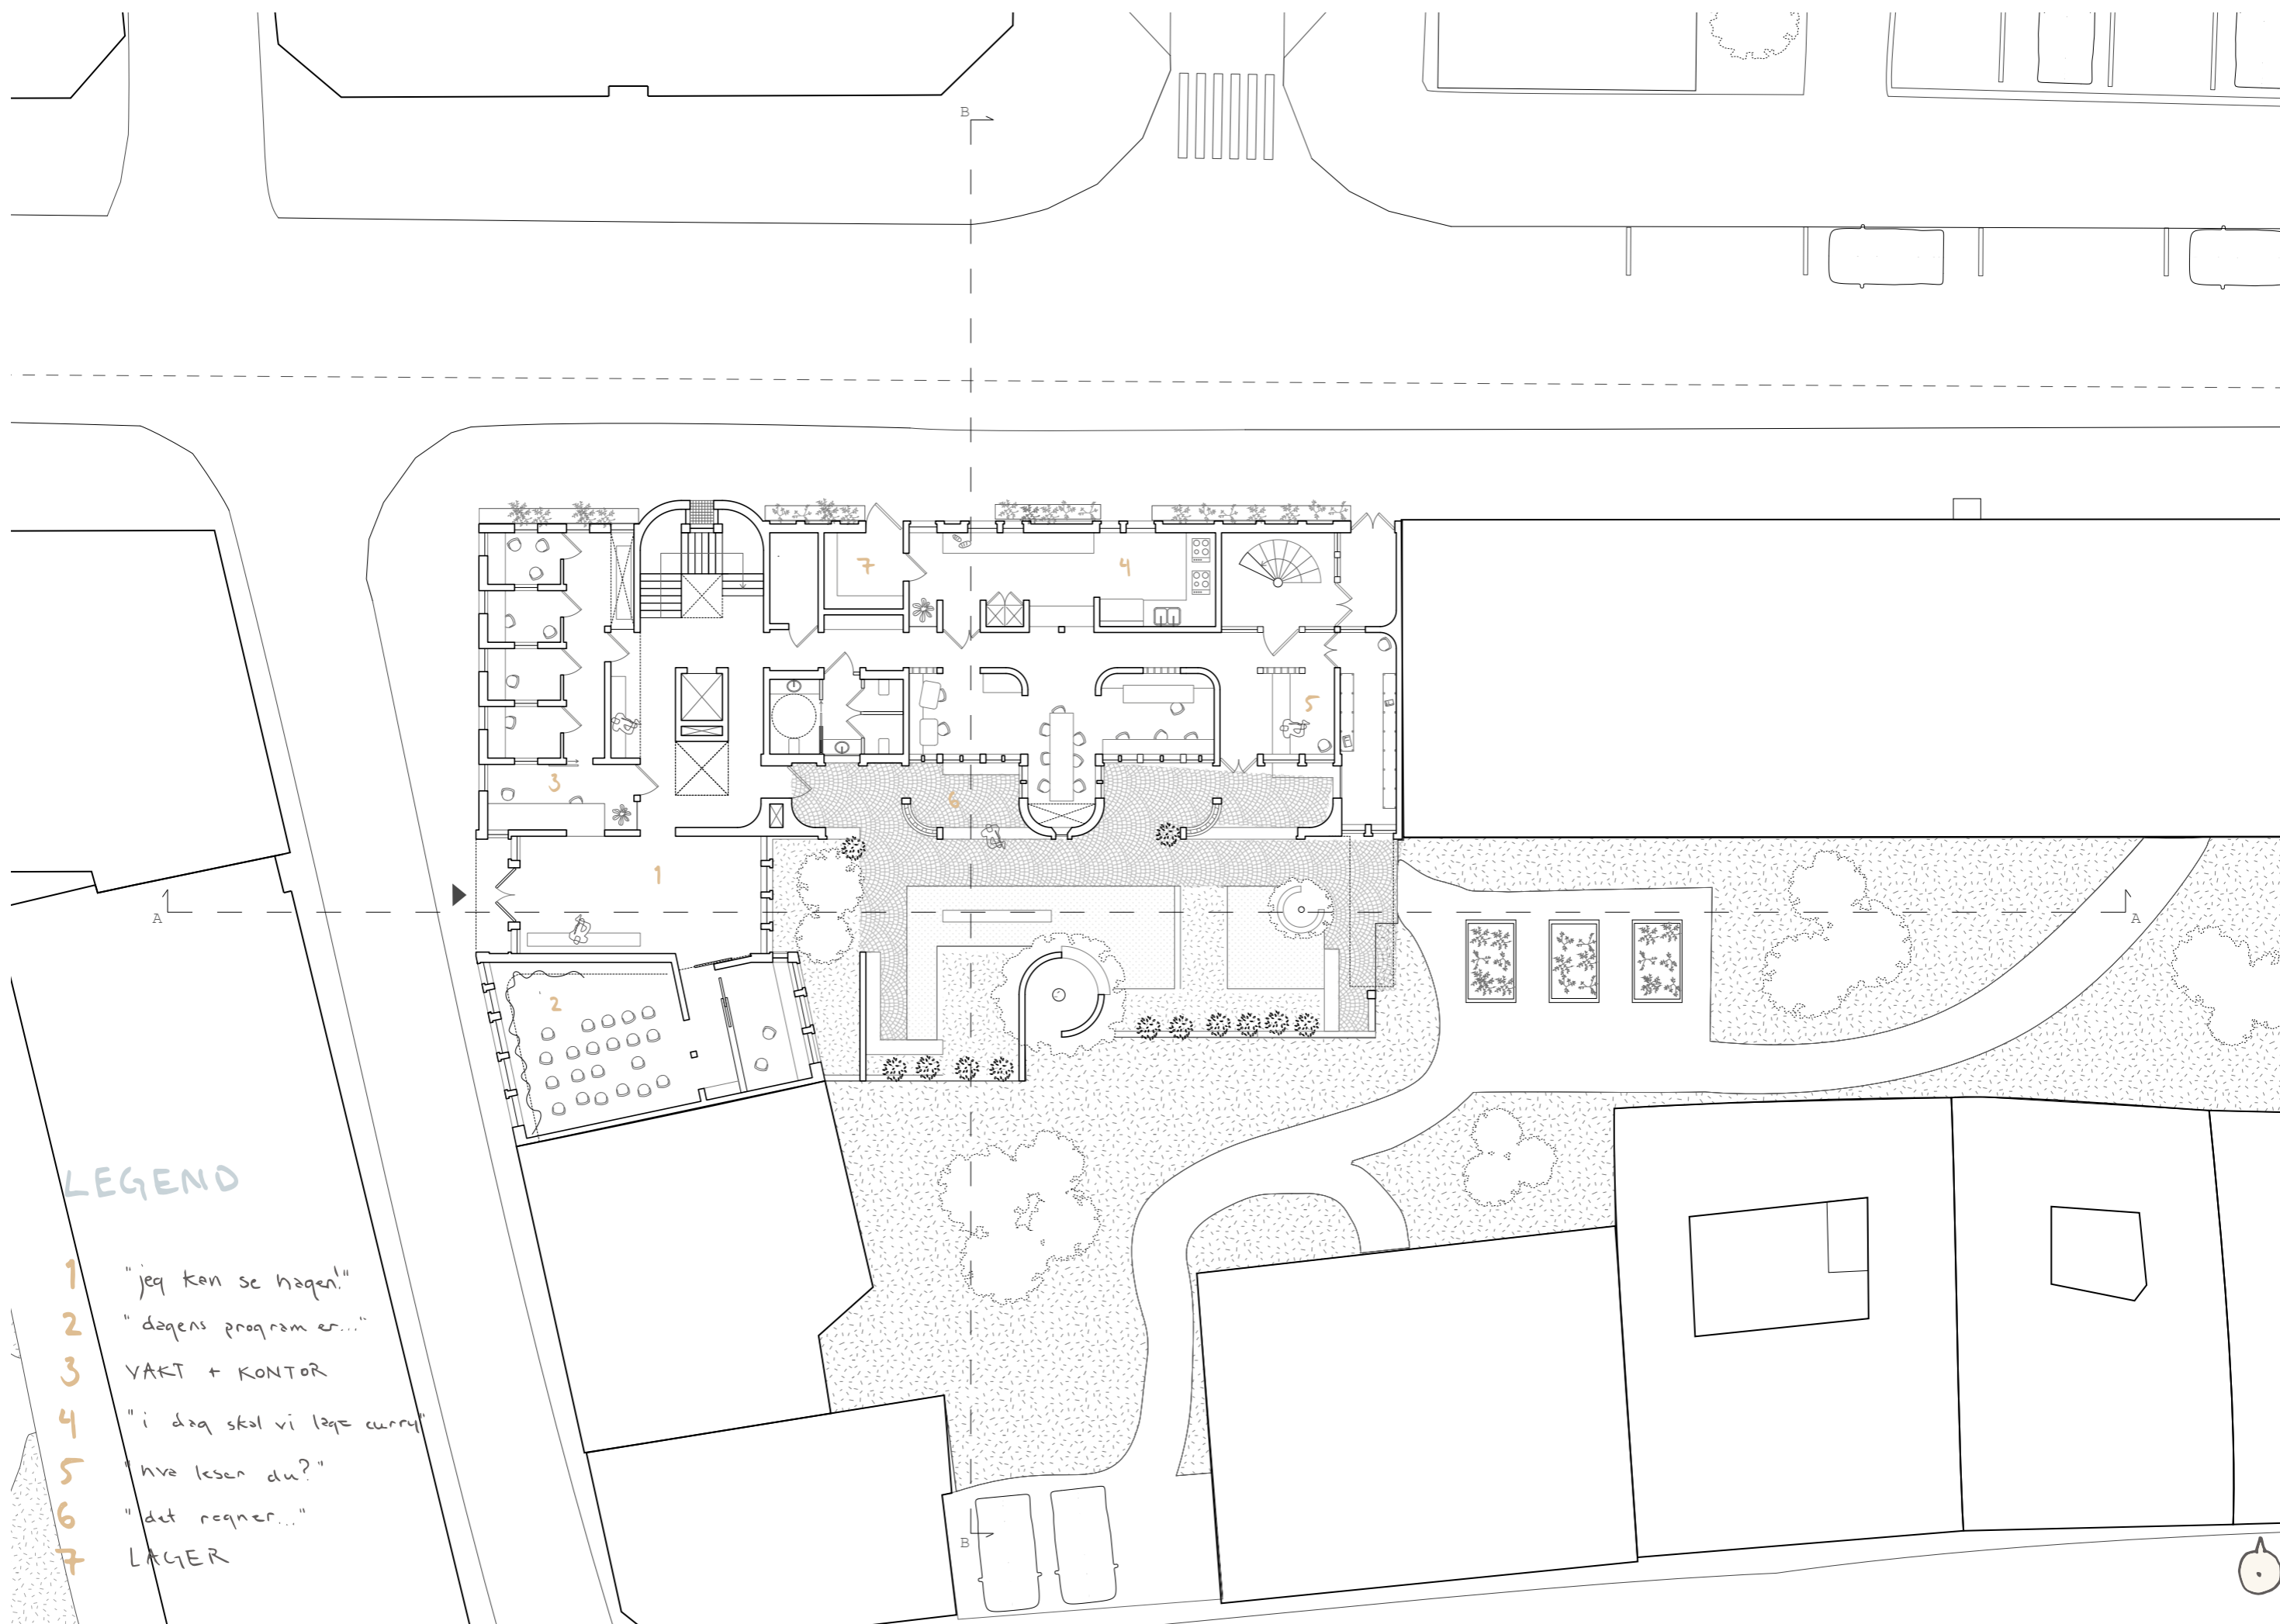 B
7
4
5
3
6
1
A
A
2
LEGEND
1 "jeg kan se hagen!"
2 "dagens program er..."
3 VAKT + KONTOR
4 "i dag skal vi lage curry"
5 "hva leser du?"
6 "det regner..."
7 LAGER
B